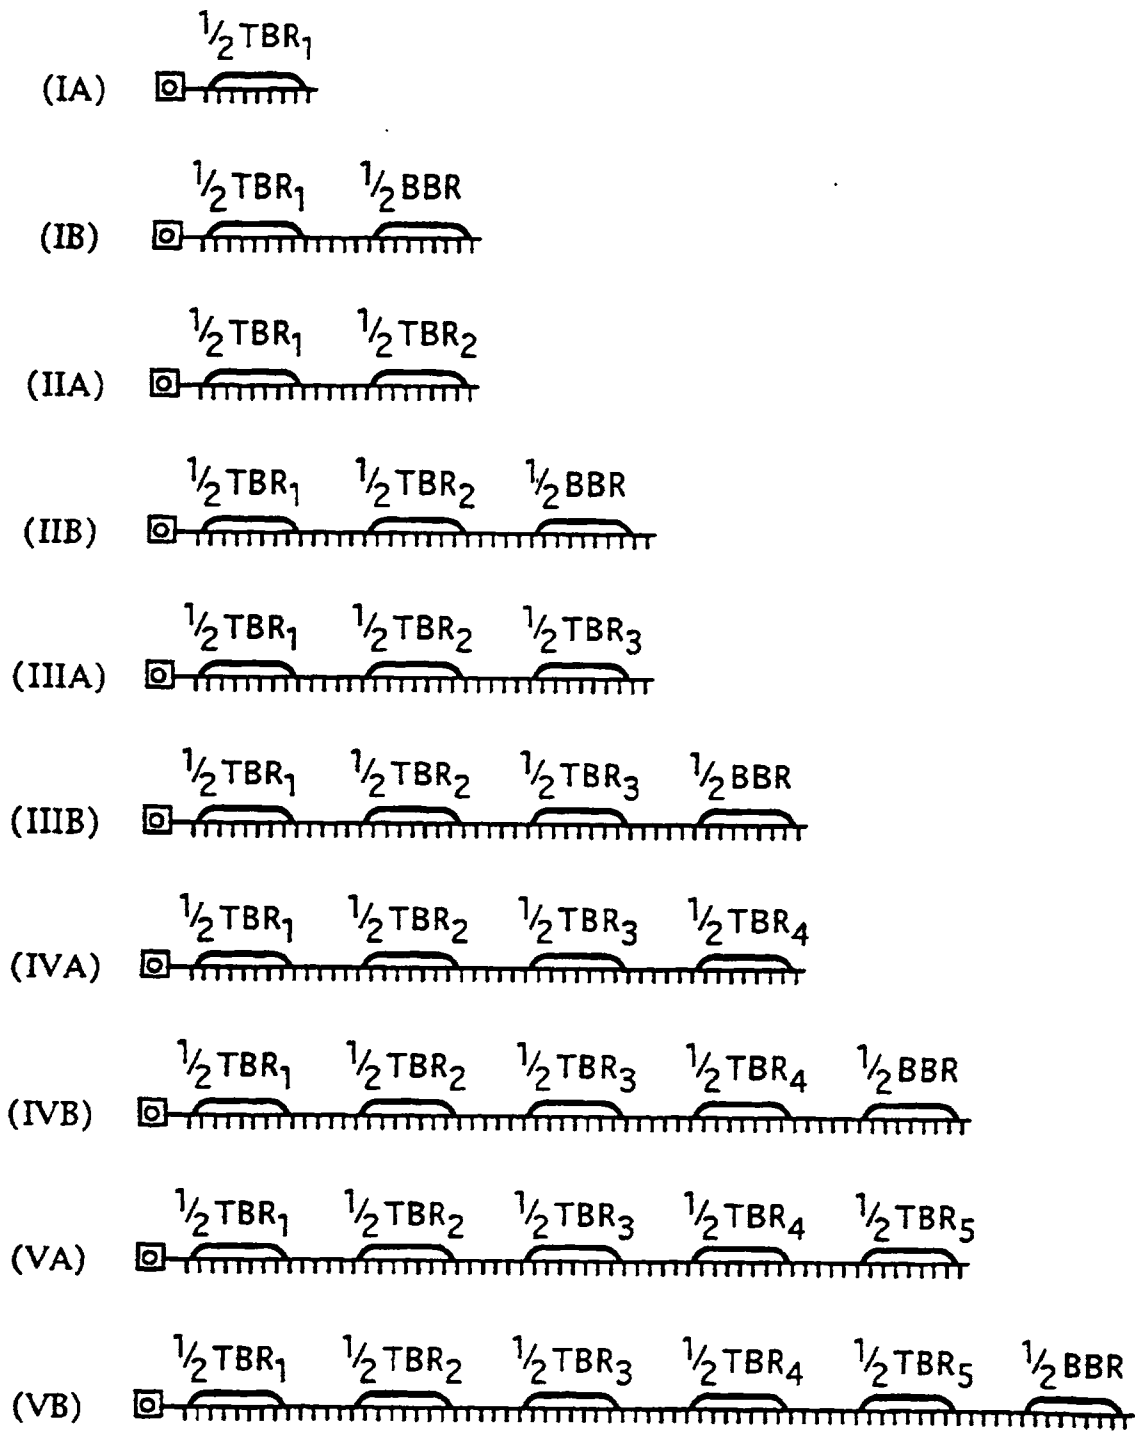 ½TBR₁
(IA)
½TBR₁ ½BBR
(IB)
½TBR₁ ½TBR₂
(IIA)
½TBR₁ ½TBR₂ ½BBR
(IIB)
½TBR₁ ½TBR₂ ½TBR₃
(IIIA)
½TBR₁ ½TBR₂ ½TBR₃ ½BBR
(IIIB)
½TBR₁ ½TBR₂ ½TBR₃ ½TBR₄
(IVA)
½TBR₁ ½TBR₂ ½TBR₃ ½TBR₄ ½BBR
(IVB)
½TBR₁ ½TBR₂ ½TBR₃ ½TBR₄ ½TBR₅
(VA)
½TBR₁ ½TBR₂ ½TBR₃ ½TBR₄ ½TBR₅ ½BBR
(VB)